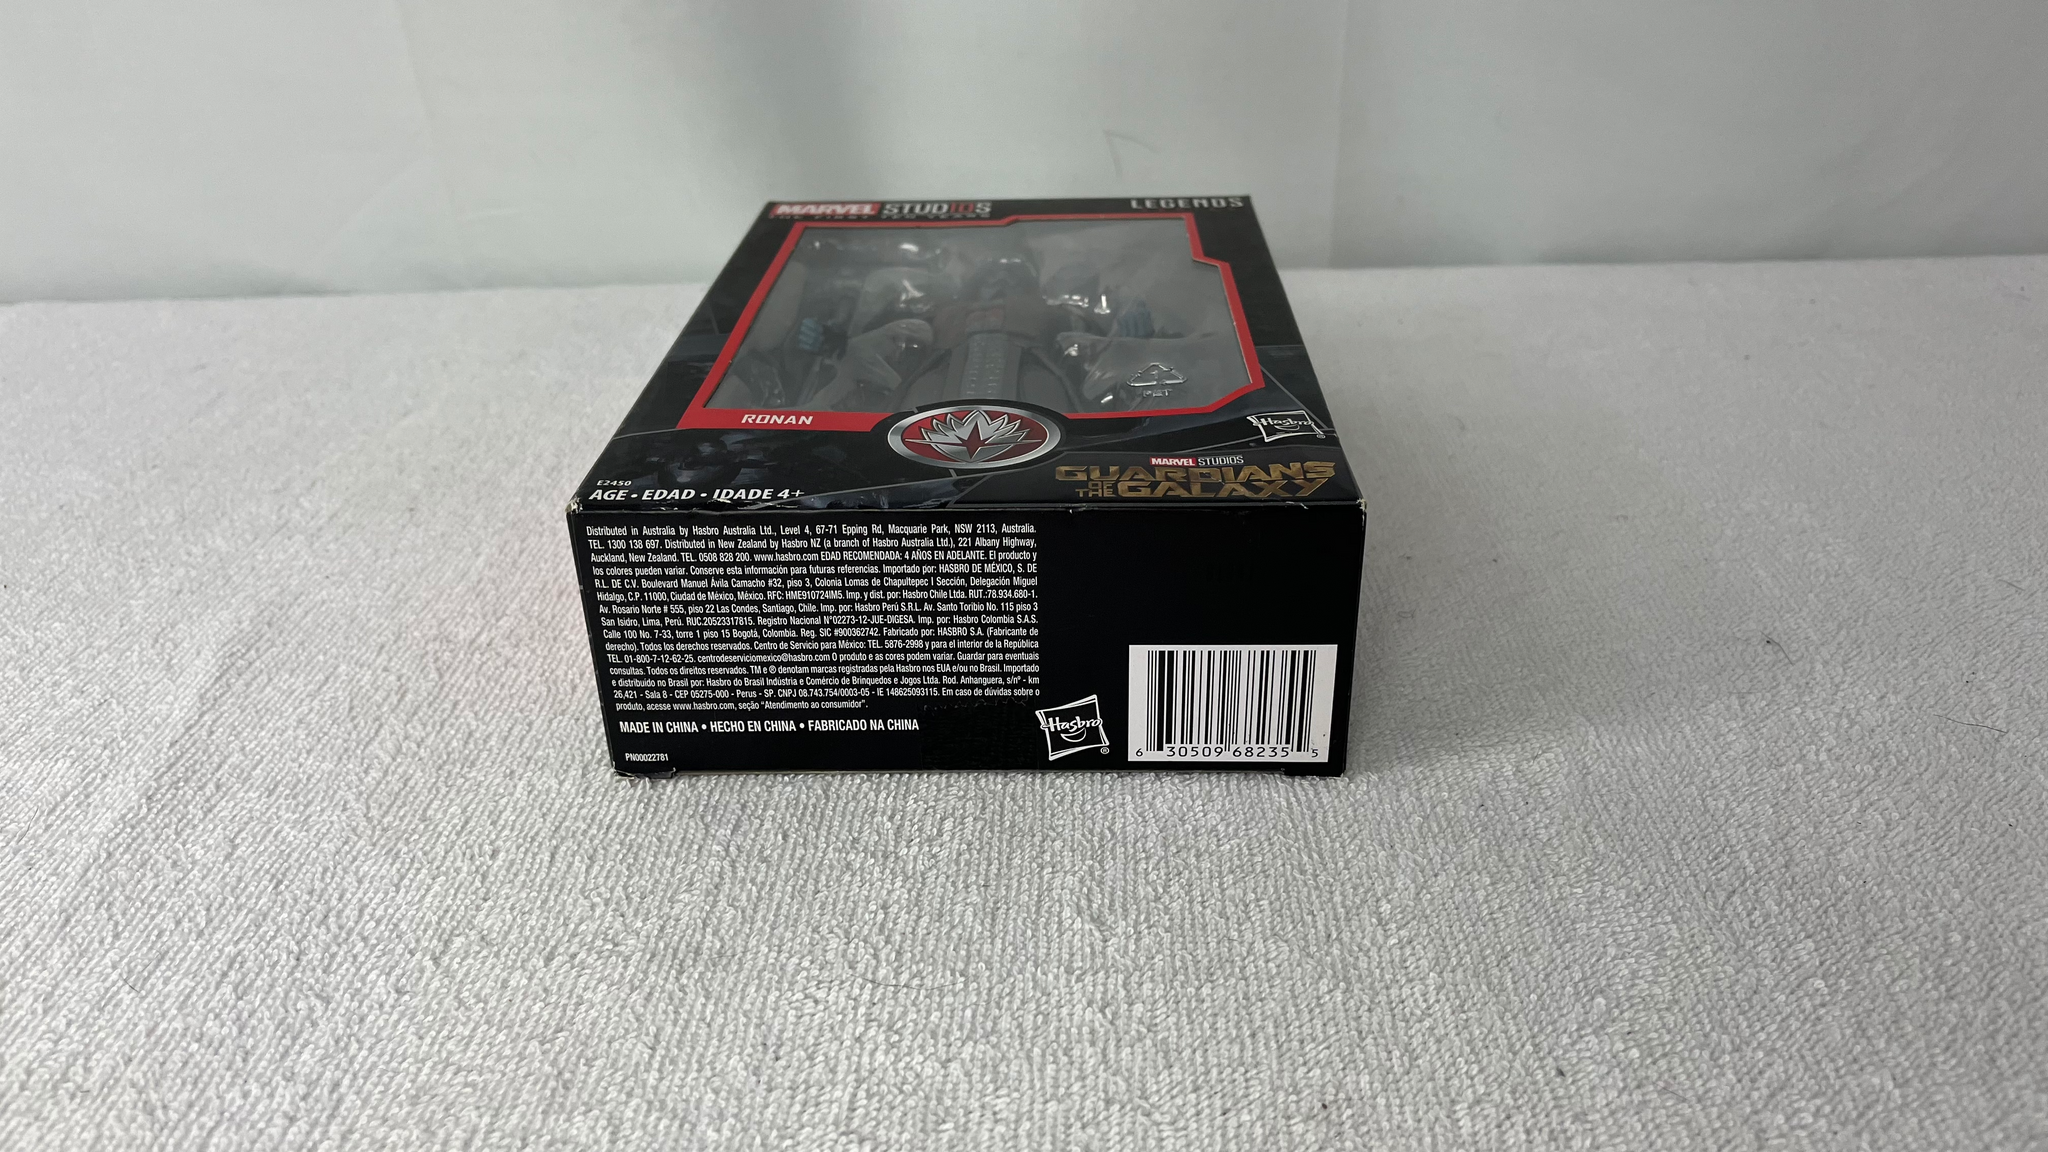 MARVEL STUDIOS
THE FIRST TEN YEARS
LEGENDS
PET
RONAN
Hasbro
MARVEL STUDIOS
GUARDIANS
OF THE GALAXY
E2450
AGE • EDAD • IDADE 4+
Distributed in Australia by Hasbro Australia Ltd., Level 4, 67-71 Epping Rd, Macquarie Park, NSW 2113, Australia.
TEL. 1300 138 697. Distributed in New Zealand by Hasbro NZ (a branch of Hasbro Australia Ltd.), 221 Albany Highway,
Auckland, New Zealand. TEL. 0508 828 200. www.hasbro.com EDAD RECOMENDADA: 4 AÑOS EN ADELANTE. El producto y
los colores pueden variar. Conserve esta información para futuras referencias. Importado por: HASBRO DE MÉXICO, S. DE
R.L. DE C.V. Boulevard Manuel Ávila Camacho #32, piso 3, Colonia Lomas de Chapultepec I Sección, Delegación Miguel
Hidalgo, C.P. 11000, Ciudad de México, México. RFC: HME910724IM5. Imp. y dist. por: Hasbro Chile Ltda. RUT.:78.934.680-1.
Av. Rosario Norte # 555, piso 22 Las Condes, Santiago, Chile. Imp. por: Hasbro Perú S.R.L. Av. Santo Toribio No. 115 piso 3
San Isidro, Lima, Perú. RUC.20523317815. Registro Nacional N°02273-12-JUE-DIGESA. Imp. por: Hasbro Colombia S.A.S.
Calle 100 No. 7-33, torre 1 piso 15 Bogotá, Colombia. Reg. SIC #900362742. Fabricado por: HASBRO S.A. (Fabricante de
derecho). Todos los derechos reservados. Centro de Servicio para México: TEL. 5876-2998 y para el interior de la República
TEL. 01-800-7-12-62-25. centrodeserviciomexico@hasbro.com O produto e as cores podem variar. Guardar para eventuais
consultas. Todos os direitos reservados. TM e ® denotam marcas registradas pela Hasbro nos EUA e/ou no Brasil. Importado
e distribuído no Brasil por: Hasbro do Brasil Indústria e Comércio de Brinquedos e Jogos Ltda. Rod. Anhanguera, s/nº - km
26,421 - Sala 8 - CEP 05275-000 - Perus - SP. CNPJ 08.743.754/0003-05 - IE 148625093115. Em caso de dúvidas sobre o
produto, acesse www.hasbro.com, seção "Atendimento ao consumidor".
MADE IN CHINA • HECHO EN CHINA • FABRICADO NA CHINA
PN00022781
Hasbro
6 30509 68235 5